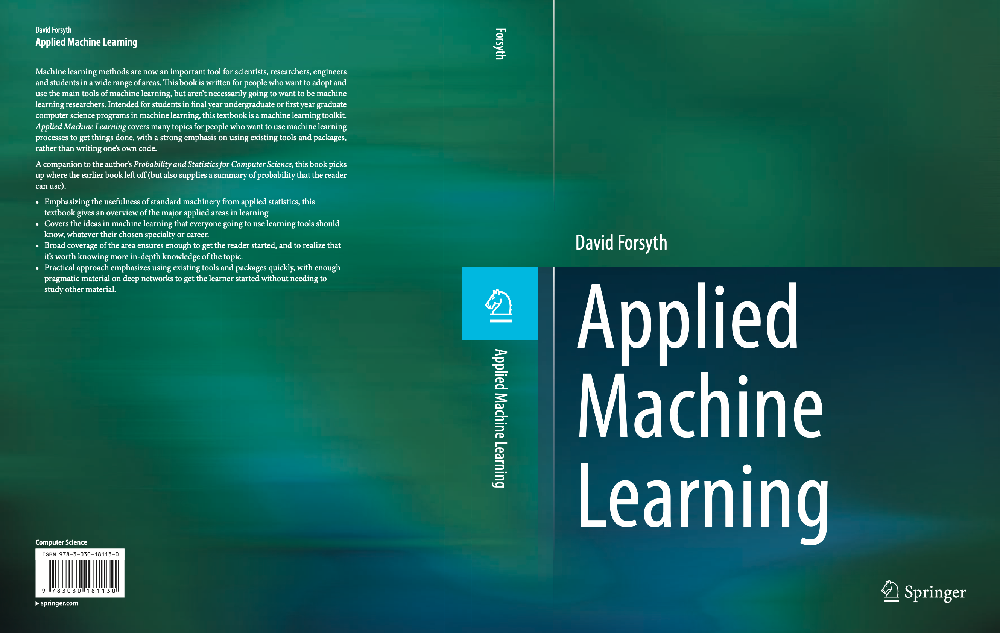 David Forsyth
Applied Machine Learning
Machine learning methods are now an important tool for scientists, researchers, engineers
and students in a wide range of areas. This book is written for people who want to adopt and
use the main tools of machine learning, but aren’t necessarily going to want to be machine
learning researchers. Intended for students in final year undergraduate or first year graduate
computer science programs in machine learning, this textbook is a machine learning toolkit.
Applied Machine Learning covers many topics for people who want to use machine learning
processes to get things done, with a strong emphasis on using existing tools and packages,
rather than writing one’s own code.
A companion to the author’s Probability and Statistics for Computer Science, this book picks
up where the earlier book left off (but also supplies a summary of probability that the reader
can use).
• Emphasizing the usefulness of standard machinery from applied statistics, this
textbook gives an overview of the major applied areas in learning
• Covers the ideas in machine learning that everyone going to use learning tools should
know, whatever their chosen specialty or career.
• Broad coverage of the area ensures enough to get the reader started, and to realize that
it’s worth knowing more in-depth knowledge of the topic.
• Practical approach emphasizes using existing tools and packages quickly, with enough
pragmatic material on deep networks to get the learner started without needing to
study other material.
Computer Science
ISBN 978-3-030-18113-0
9 783030 181130
▶ springer.com
Forsyth
Applied Machine Learning
David Forsyth
Applied
Machine
Learning
Springer